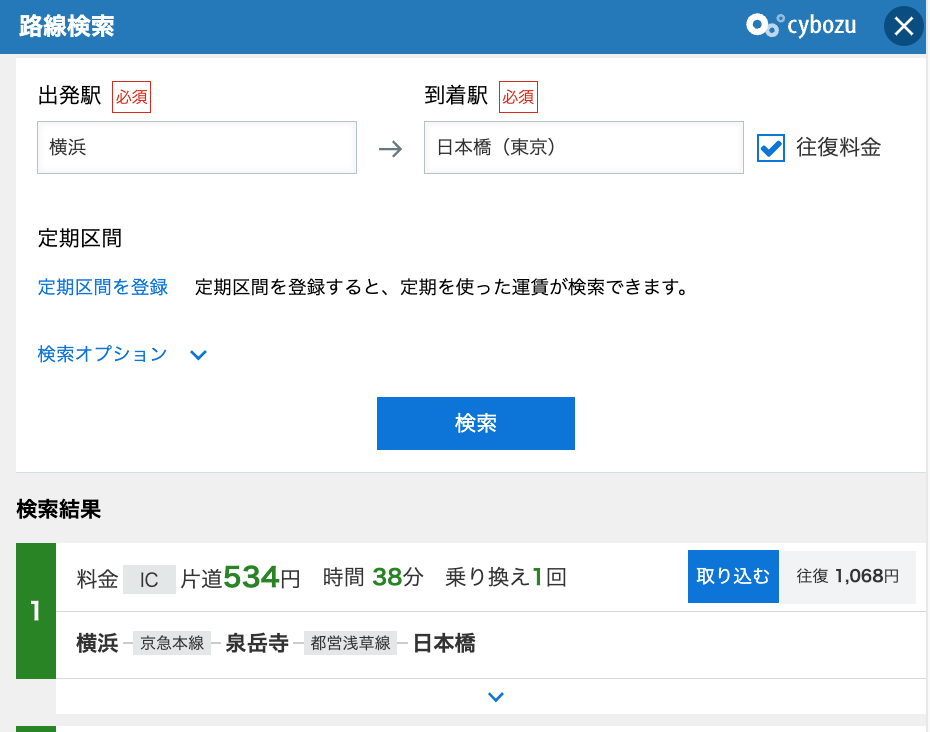 路線検索 cybozu
出発駅 必須 到着駅 必須
横浜 → 日本橋（東京） 往復料金
定期区間
定期区間を登録 定期区間を登録すると、定期を使った運賃が検索できます。
検索オプション
検索
検索結果
1
料金 IC 片道534円 時間 38分 乗り換え1回 取り込む 往復 1,068円
横浜 京急本線 泉岳寺 都営浅草線 日本橋